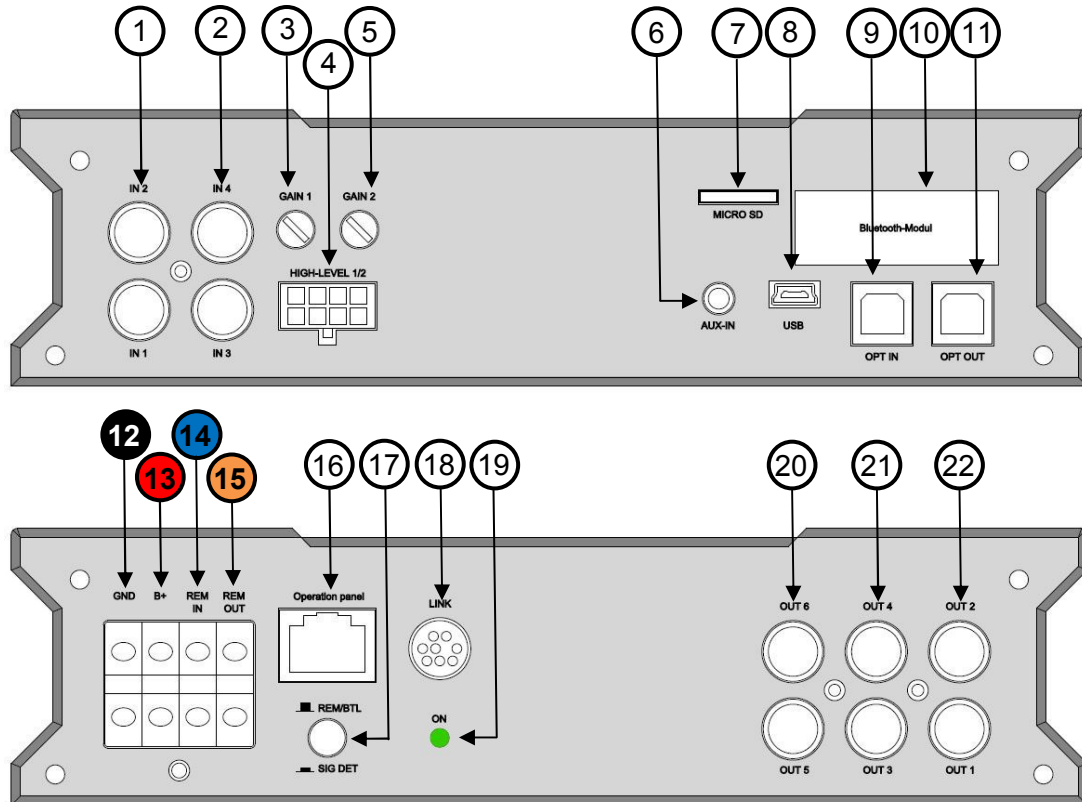 1 2 3 4 5 6 7 8 9 10 11
IN 2 IN 4 GAIN 1 GAIN 2
MICRO SD
Bluetooth-Modul
HIGH-LEVEL 1/2
AUX-IN USB
IN 1 IN 3
OPT IN OPT OUT
12 13 14 15 16 17 18 19 20 21 22
GND B+ REM IN REM OUT
Operation panel
LINK
OUT 6 OUT 4 OUT 2
REM/BTL
ON
SIG DET
OUT 5 OUT 3 OUT 1